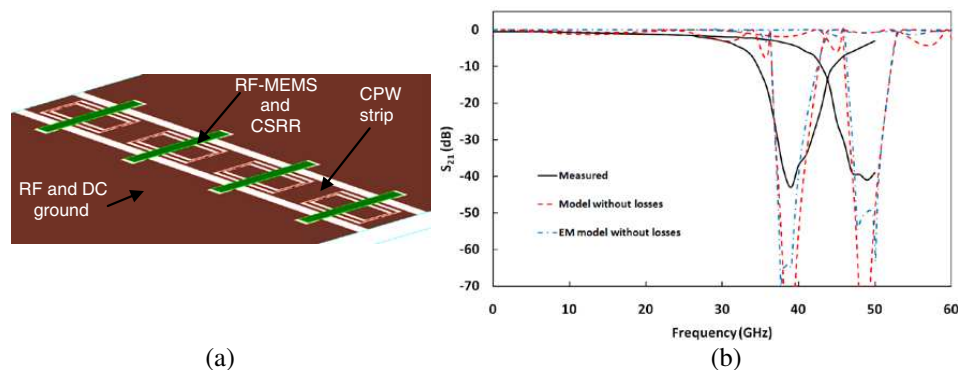 RF-MEMS
and
CSRR
CPW
strip
RF and DC
ground
(a)
0
-10
-20
-30
-40
-50
-60
-70
S21 (dB)
Measured
Model without losses
EM model without losses
0 10 20 30 40 50 60
Frequency (GHz)
(b)